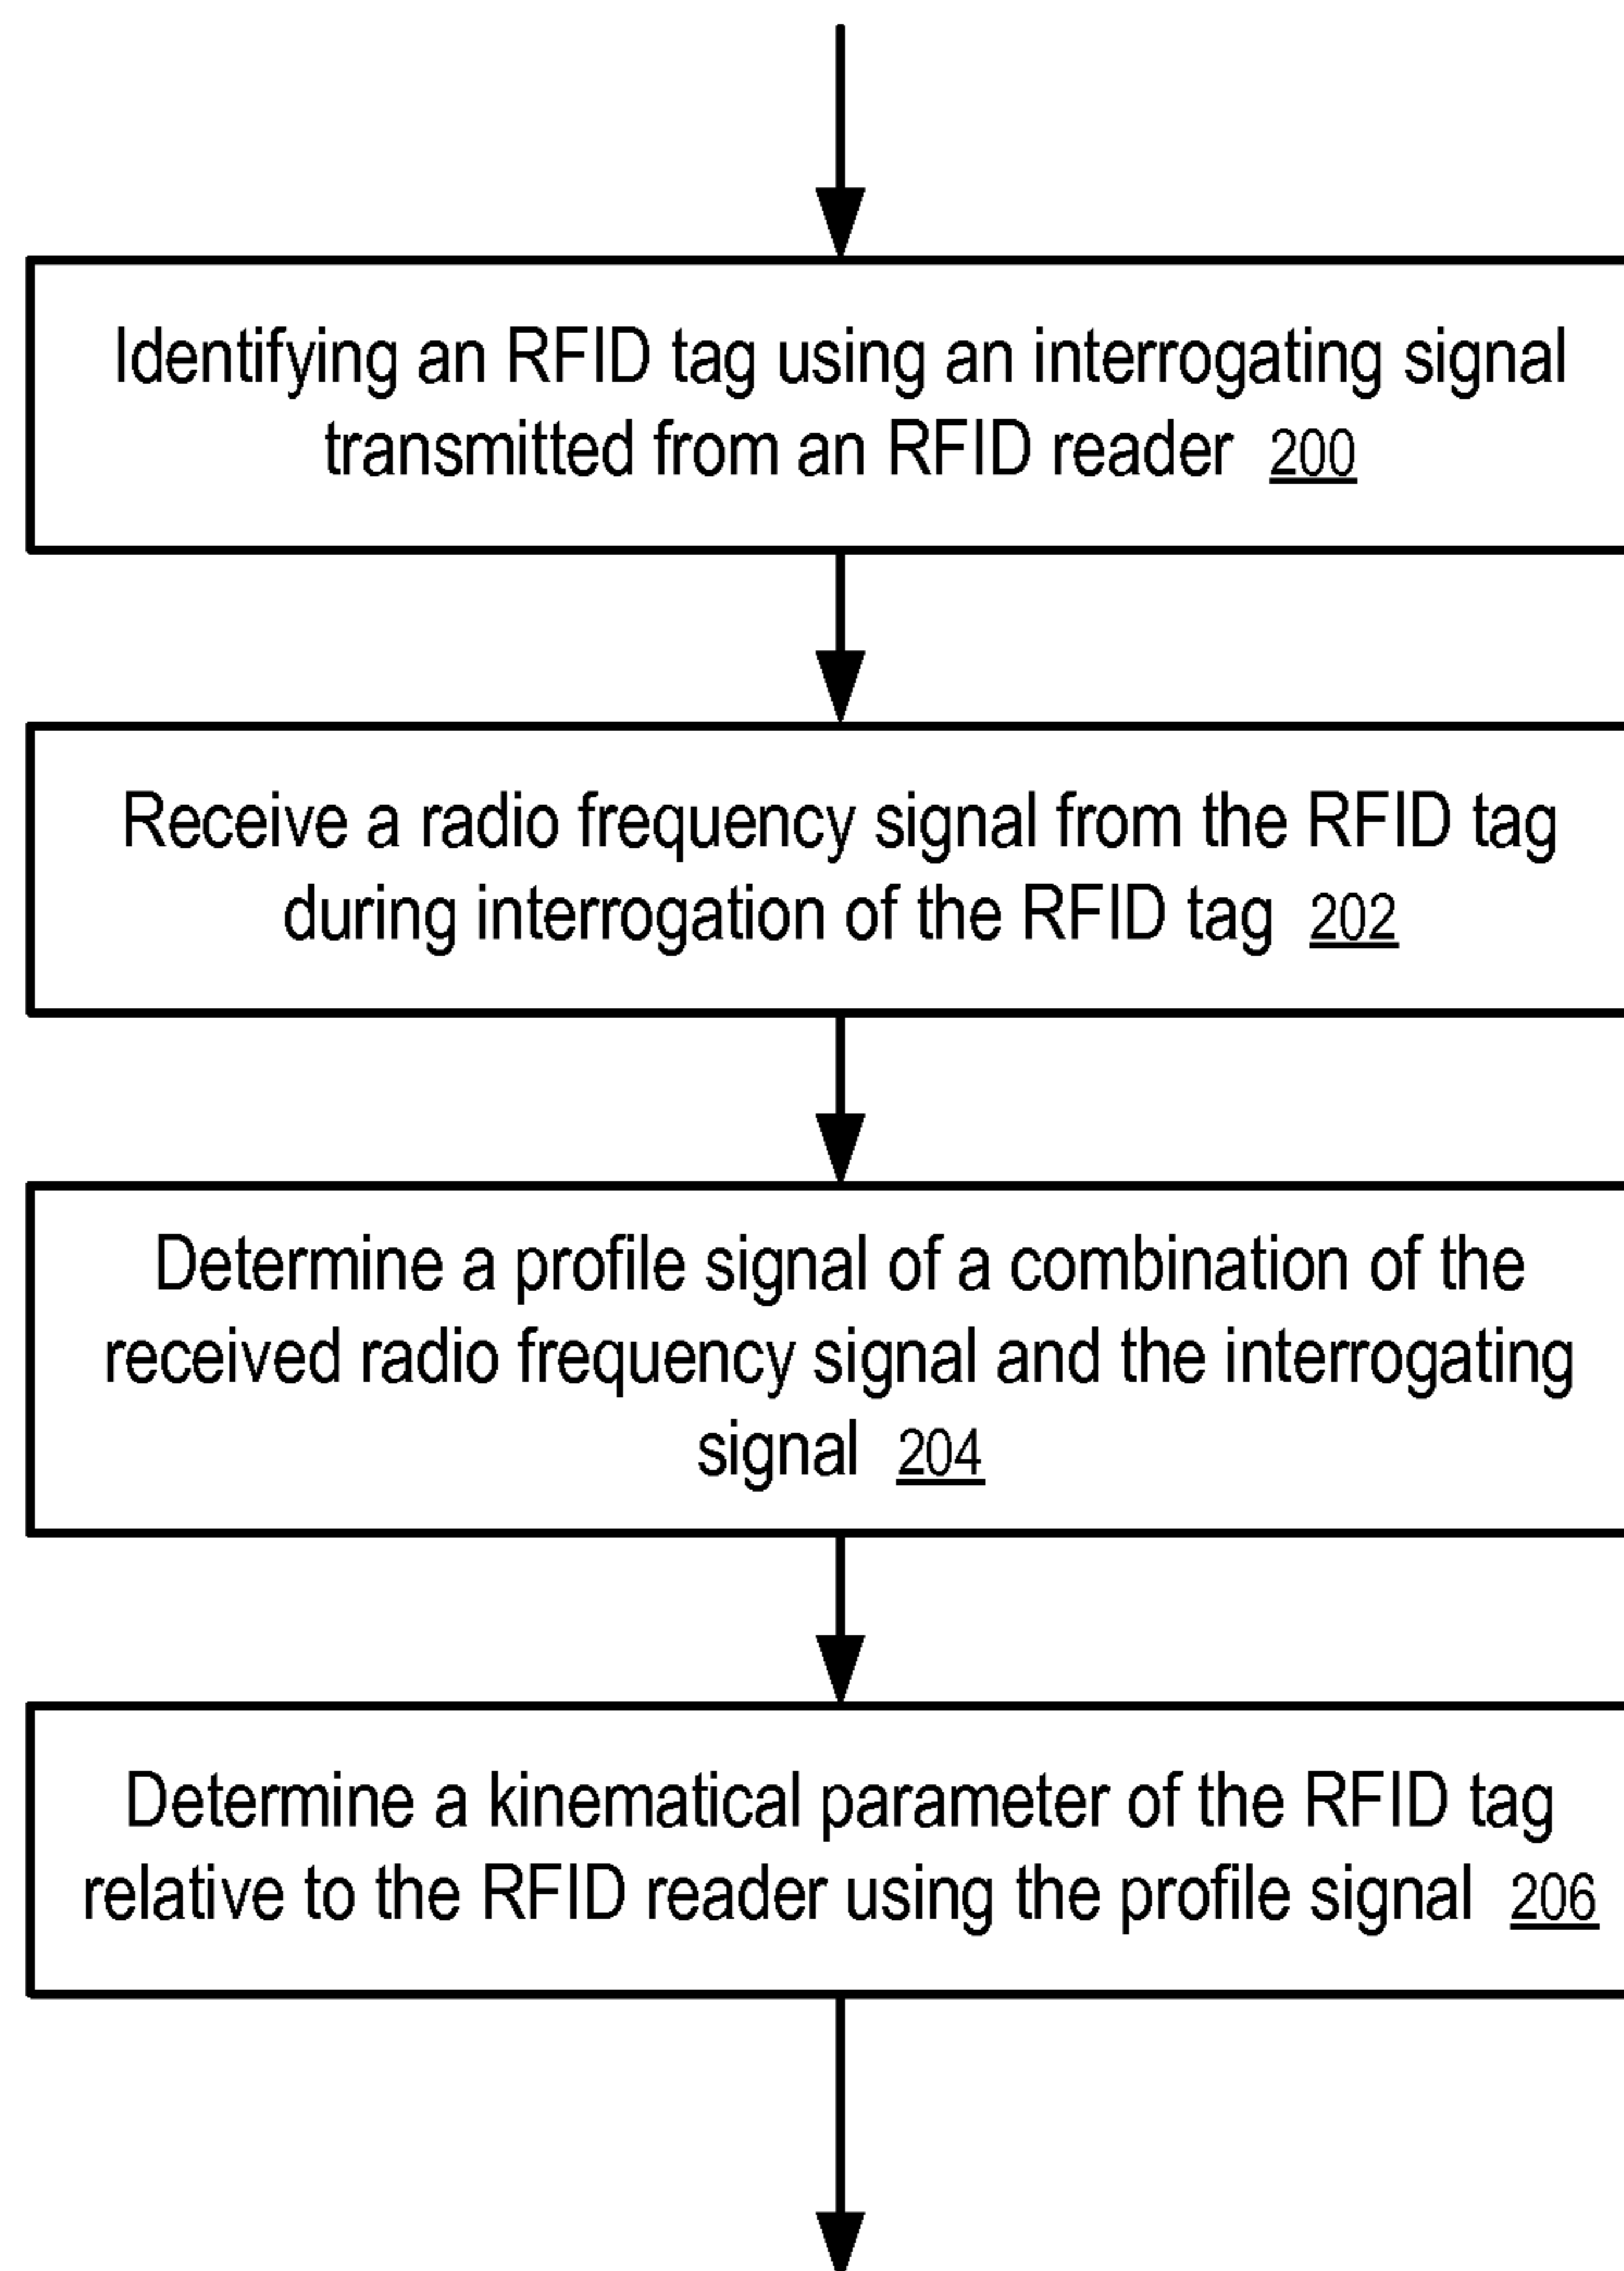 Identifying an RFID tag using an interrogating signal
transmitted from an RFID reader 200
Receive a radio frequency signal from the RFID tag
during interrogation of the RFID tag 202
Determine a profile signal of a combination of the
received radio frequency signal and the interrogating
signal 204
Determine a kinematical parameter of the RFID tag
relative to the RFID reader using the profile signal 206